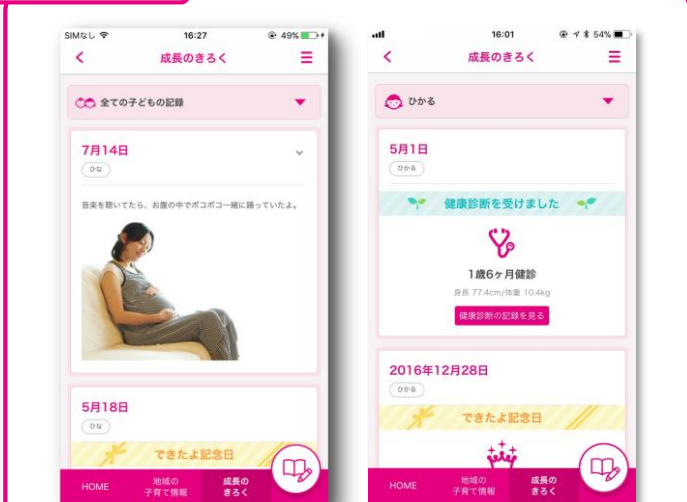 SIMなし 16:27 49%
成長のきろく
全ての子どもの記録
7月14日
ひな
音楽を聴いてたら、お腹の中でポコポコ一緒に踊っていたよ。
5月18日
ひな
できたよ記念日
HOME
地域の
子育て情報
成長の
きろく
16:01 54%
成長のきろく
ひかる
5月1日
ひかる
健康診断を受けました
1歳6ヶ月健診
身長 77.4cm/体重 10.4kg
健康診断の記録を見る
2016年12月28日
ひかる
できたよ記念日
HOME
地域の
子育て情報
成長の
きろく